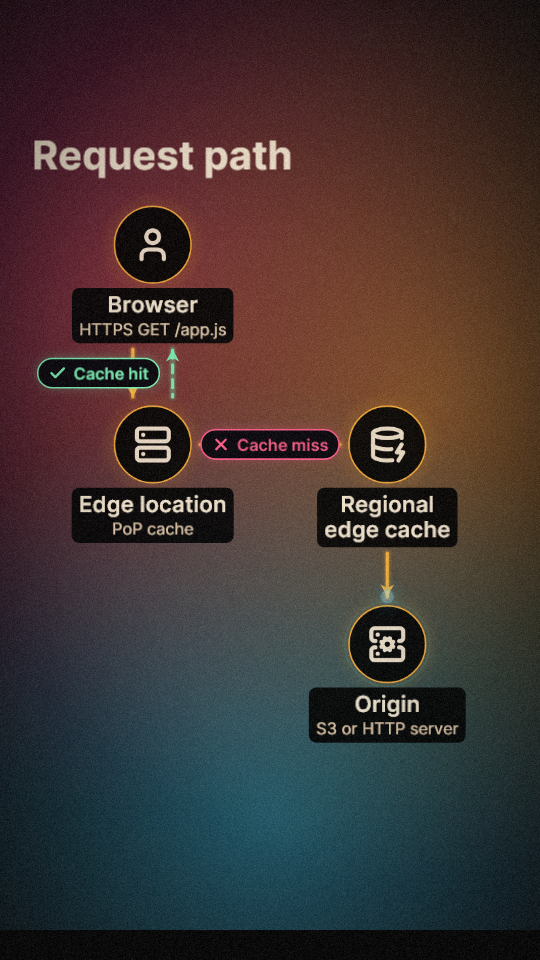 Request path
Browser
HTTPS GET /app.js
Cache hit
Cache miss
Edge location
PoP cache
Regional
edge cache
Origin
S3 or HTTP server